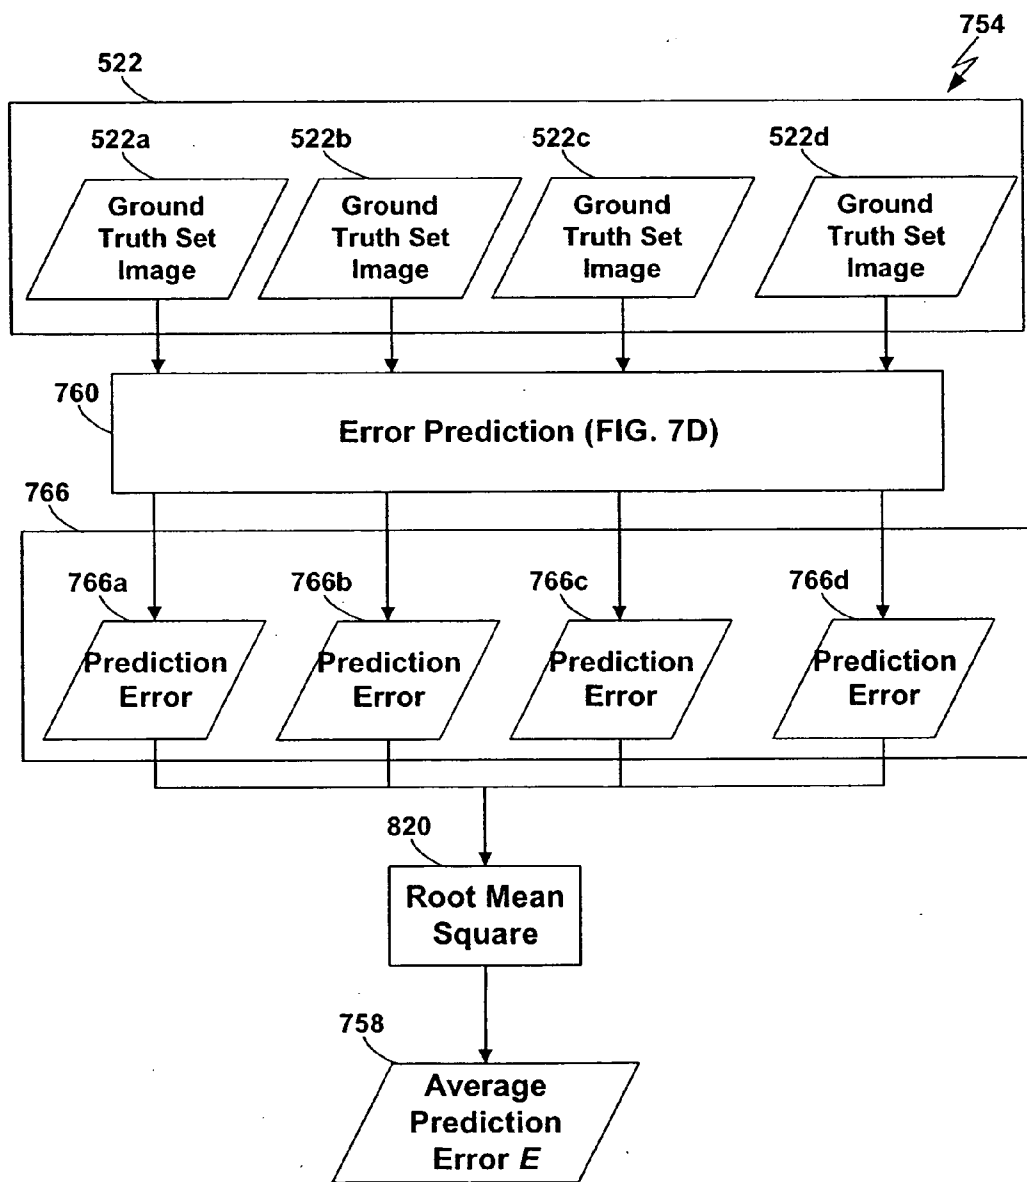 754
522
522a
522b
522c
522d
Ground
Truth Set
Image
Ground
Truth Set
Image
Ground
Truth Set
Image
Ground
Truth Set
Image
760
Error Prediction (FIG. 7D)
766
766a
766b
766c
766d
Prediction
Error
Prediction
Error
Prediction
Error
Prediction
Error
820
Root Mean
Square
758
Average
Prediction
Error E